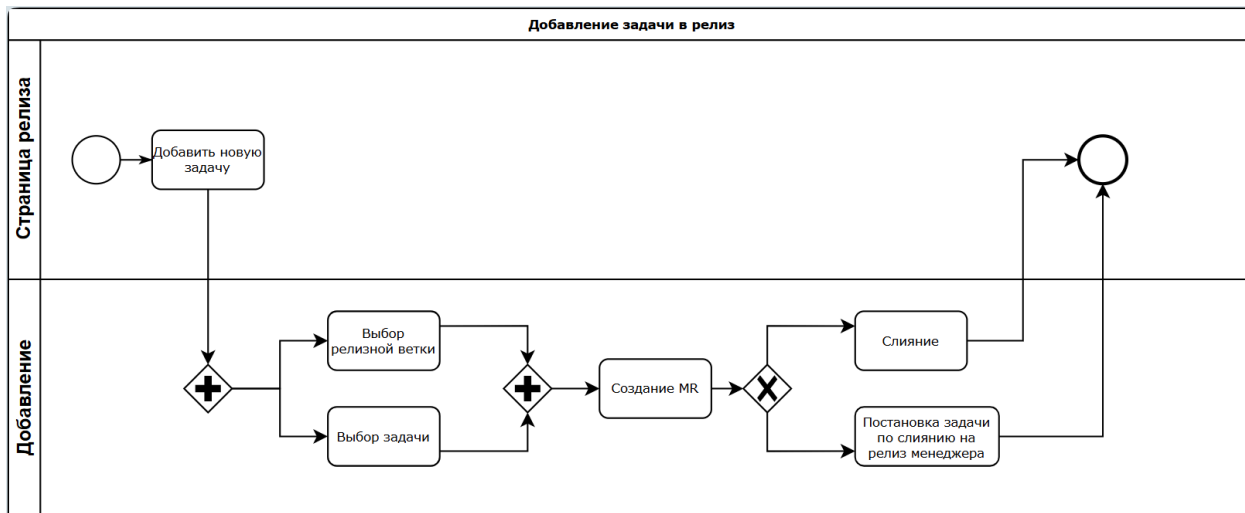 Добавление задачи в релиз
Страница релиза
Добавить новую
задачу
Добавление
Выбор
релизной ветки
Выбор задачи
Создание MR
Слияние
Постановка задачи
по слиянию на
релиз менеджера